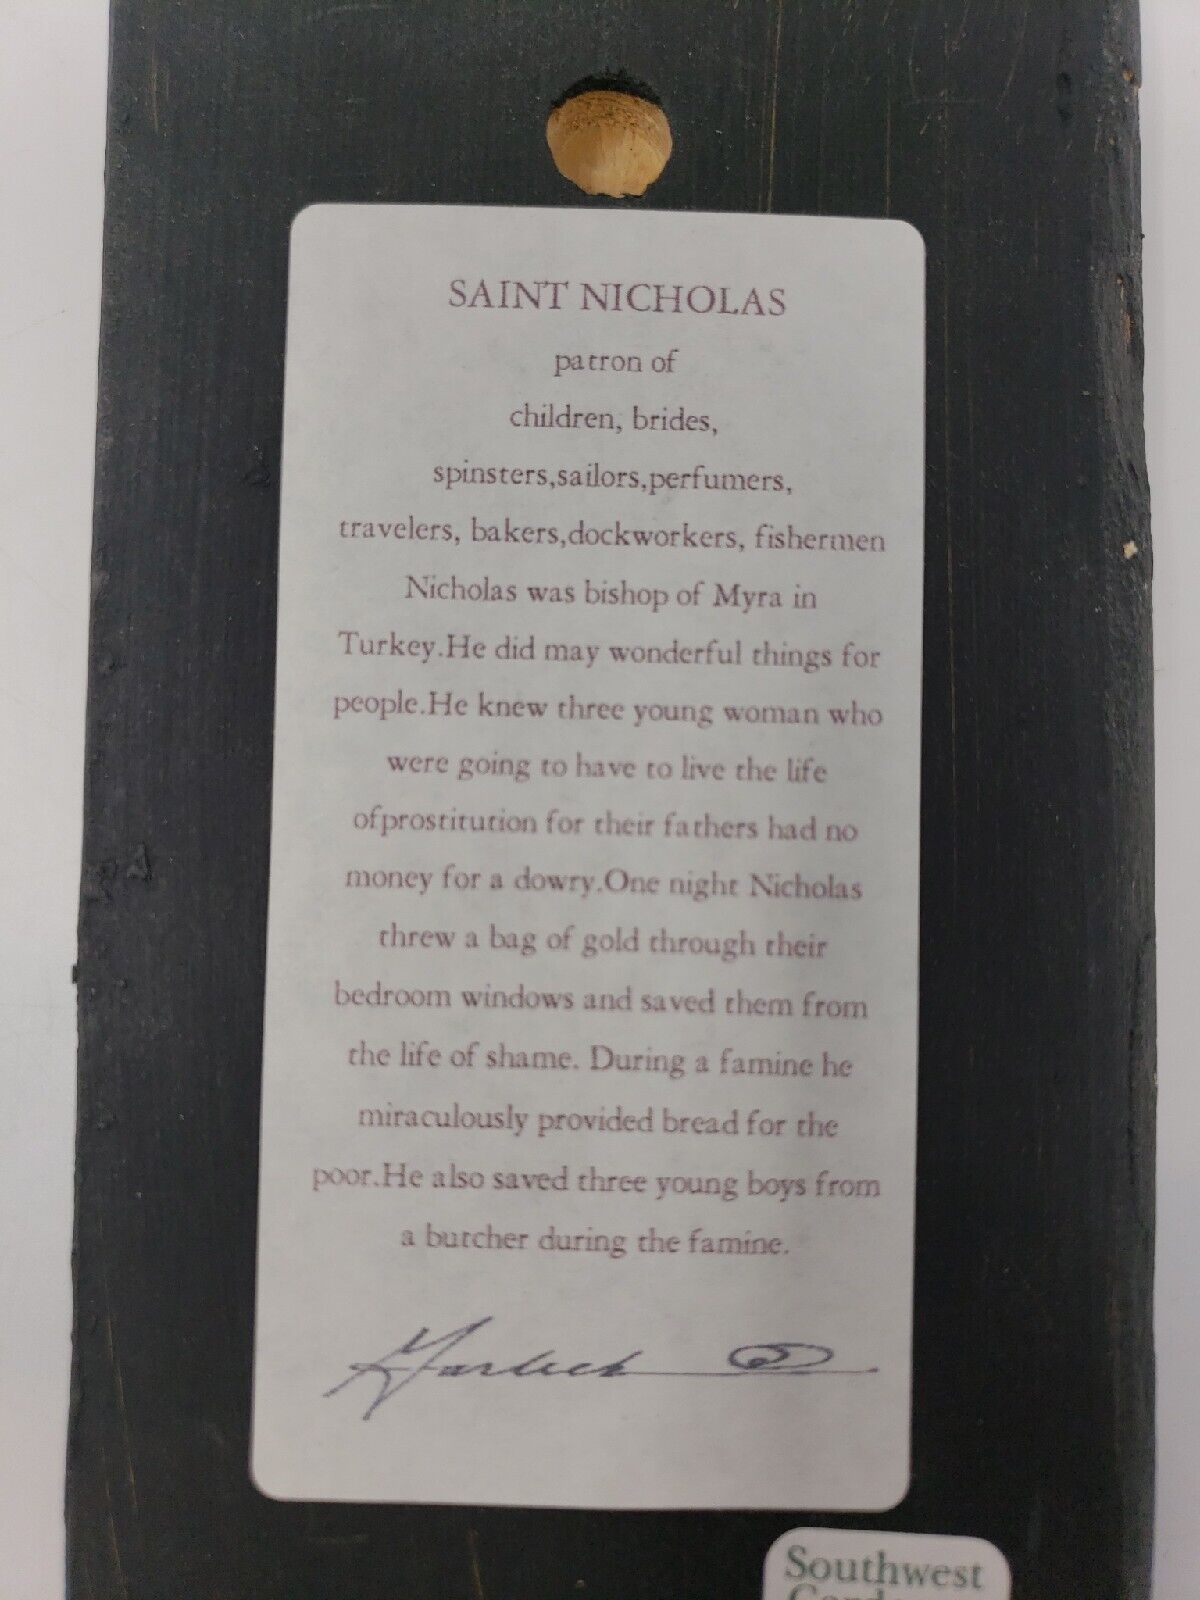 SAINT NICHOLAS
patron of
children, brides,
spinsters,sailors,perfumers,
travelers, bakers,dockworkers, fishermen
Nicholas was bishop of Myra in
Turkey.He did may wonderful things for
people.He knew three young woman who
were going to have to live the life
ofprostitution for their fathers had no
money for a dowry.One night Nicholas
threw a bag of gold through their
bedroom windows and saved them from
the life of shame. During a famine he
miraculously provided bread for the
poor.He also saved three young boys from
a butcher during the famine.
Southwest